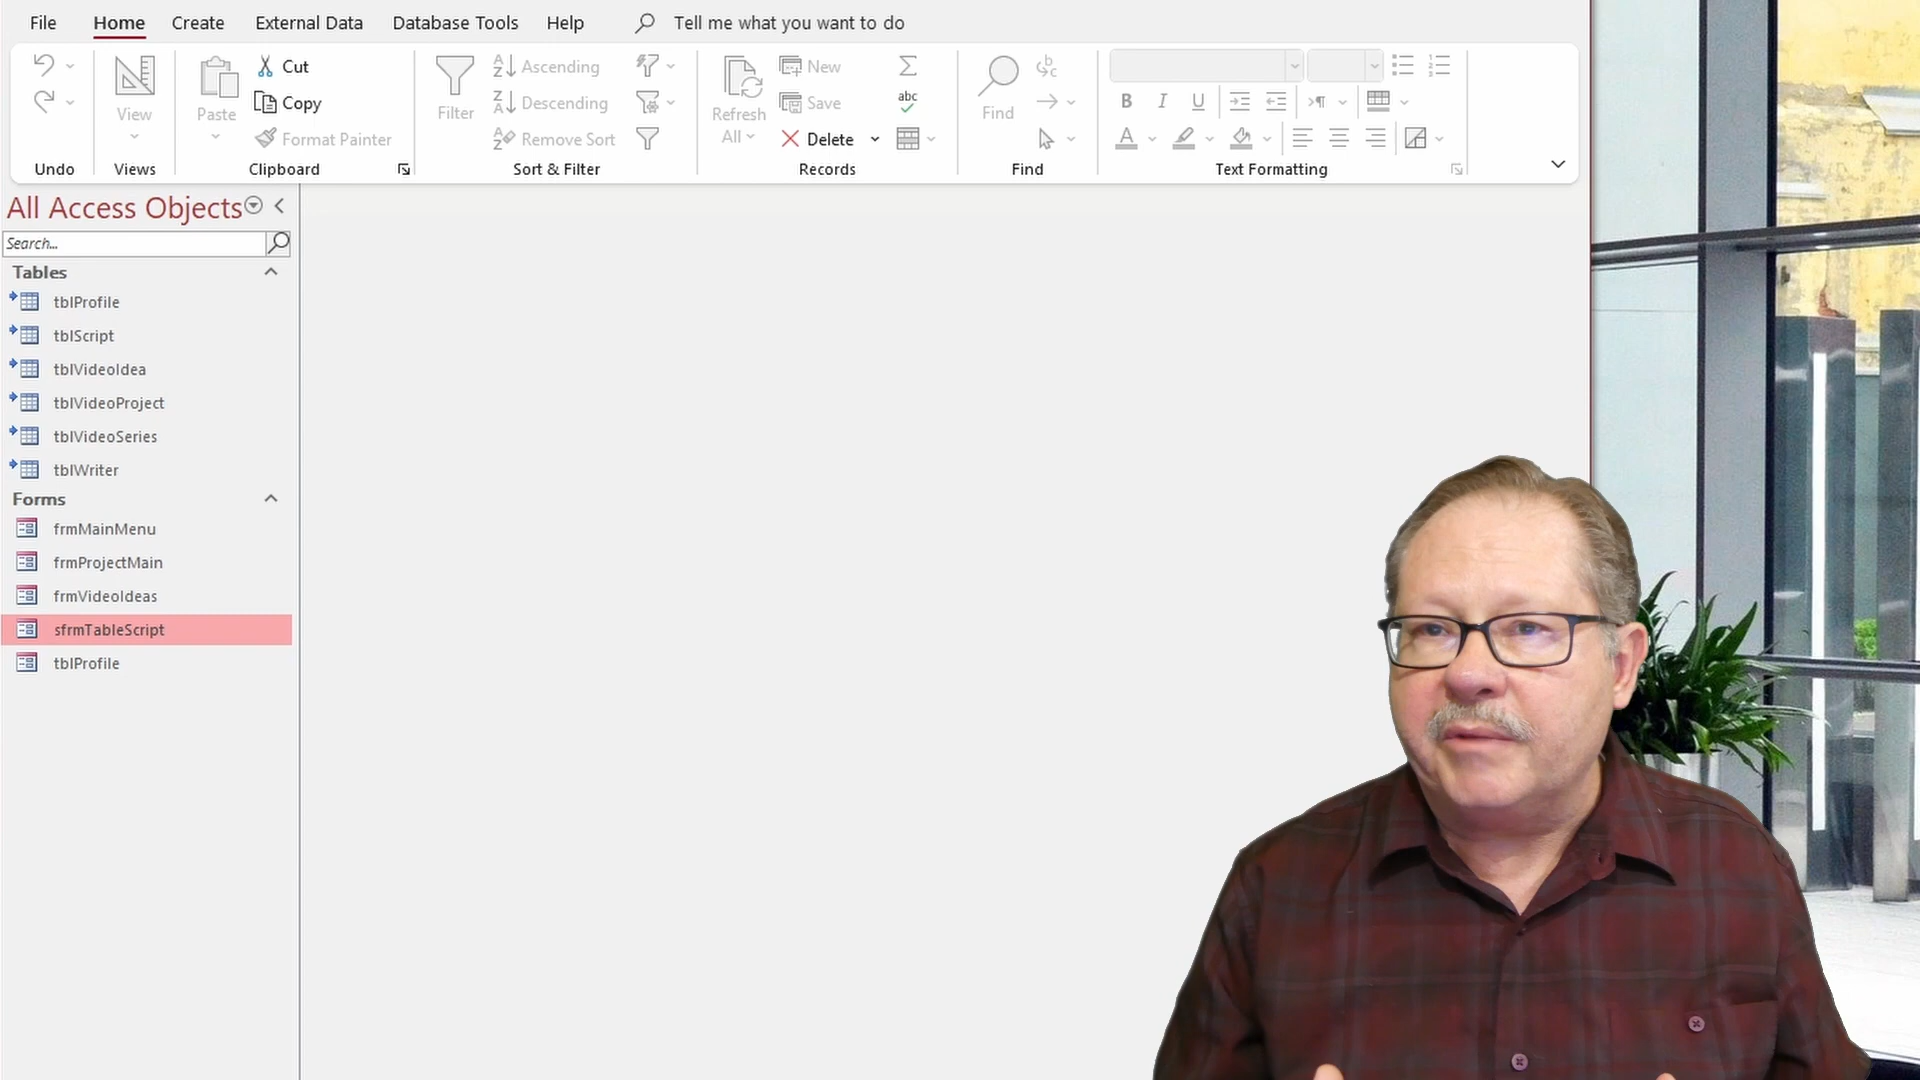 File Home Create External Data Database Tools Help Tell me what you want to do
Cut
Copy
Format Painter
View
Paste
Filter
Ascending
Descending
Remove Sort
Refresh
All
New
Save
Delete
abc
Find
B I U
A
Undo Views Clipboard Sort & Filter Records Find Text Formatting
All Access Objects
Search...
Tables
tblProfile
tblScript
tblVideoIdea
tblVideoProject
tblVideoSeries
tblWriter
Forms
frmMainMenu
frmProjectMain
frmVideoIdeas
sfrmTableScript
tblProfile